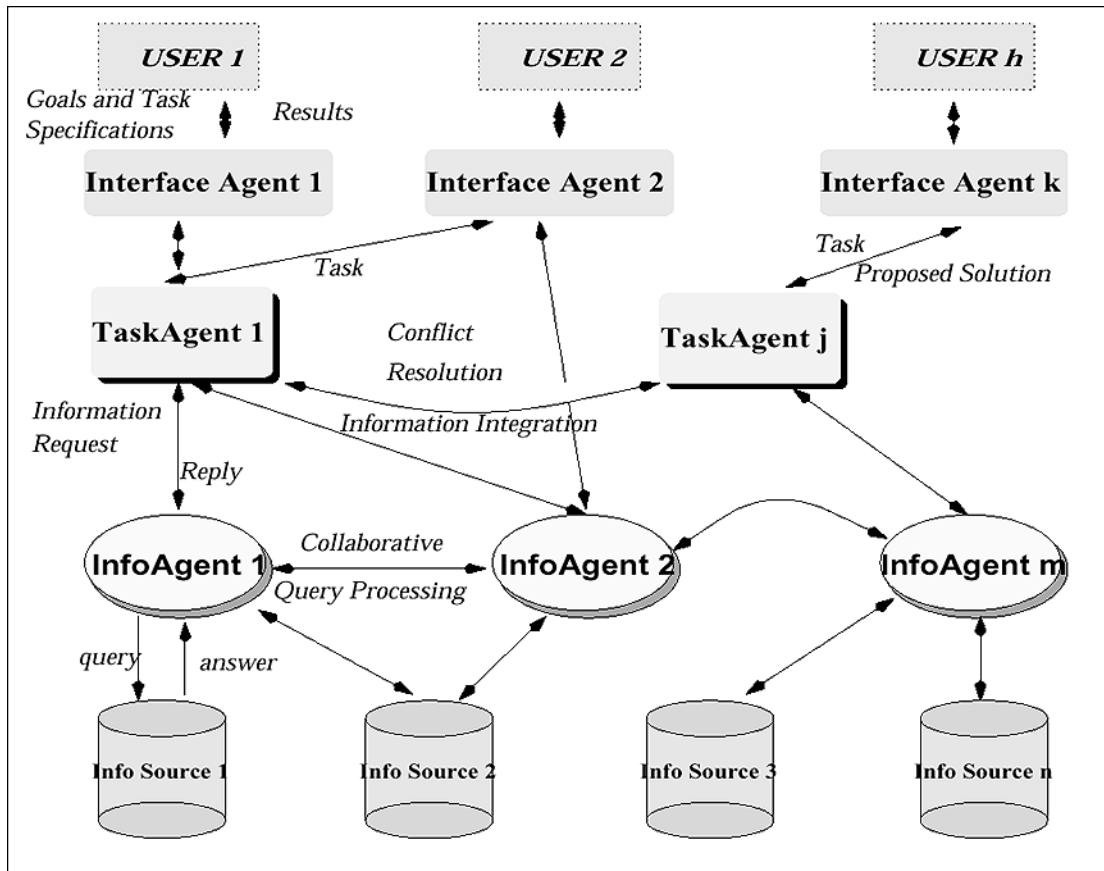 USER 1
USER 2
USER h
Goals and Task
Specifications
Results
Interface Agent 1
Interface Agent 2
Interface Agent k
Task
Task
Proposed Solution
TaskAgent 1
TaskAgent j
Conflict
Resolution
Information Integration
Information
Request
Reply
InfoAgent 1
Collaborative
Query Processing
InfoAgent 2
InfoAgent m
query
answer
Info Source 1
Info Source 2
Info Source 3
Info Source n